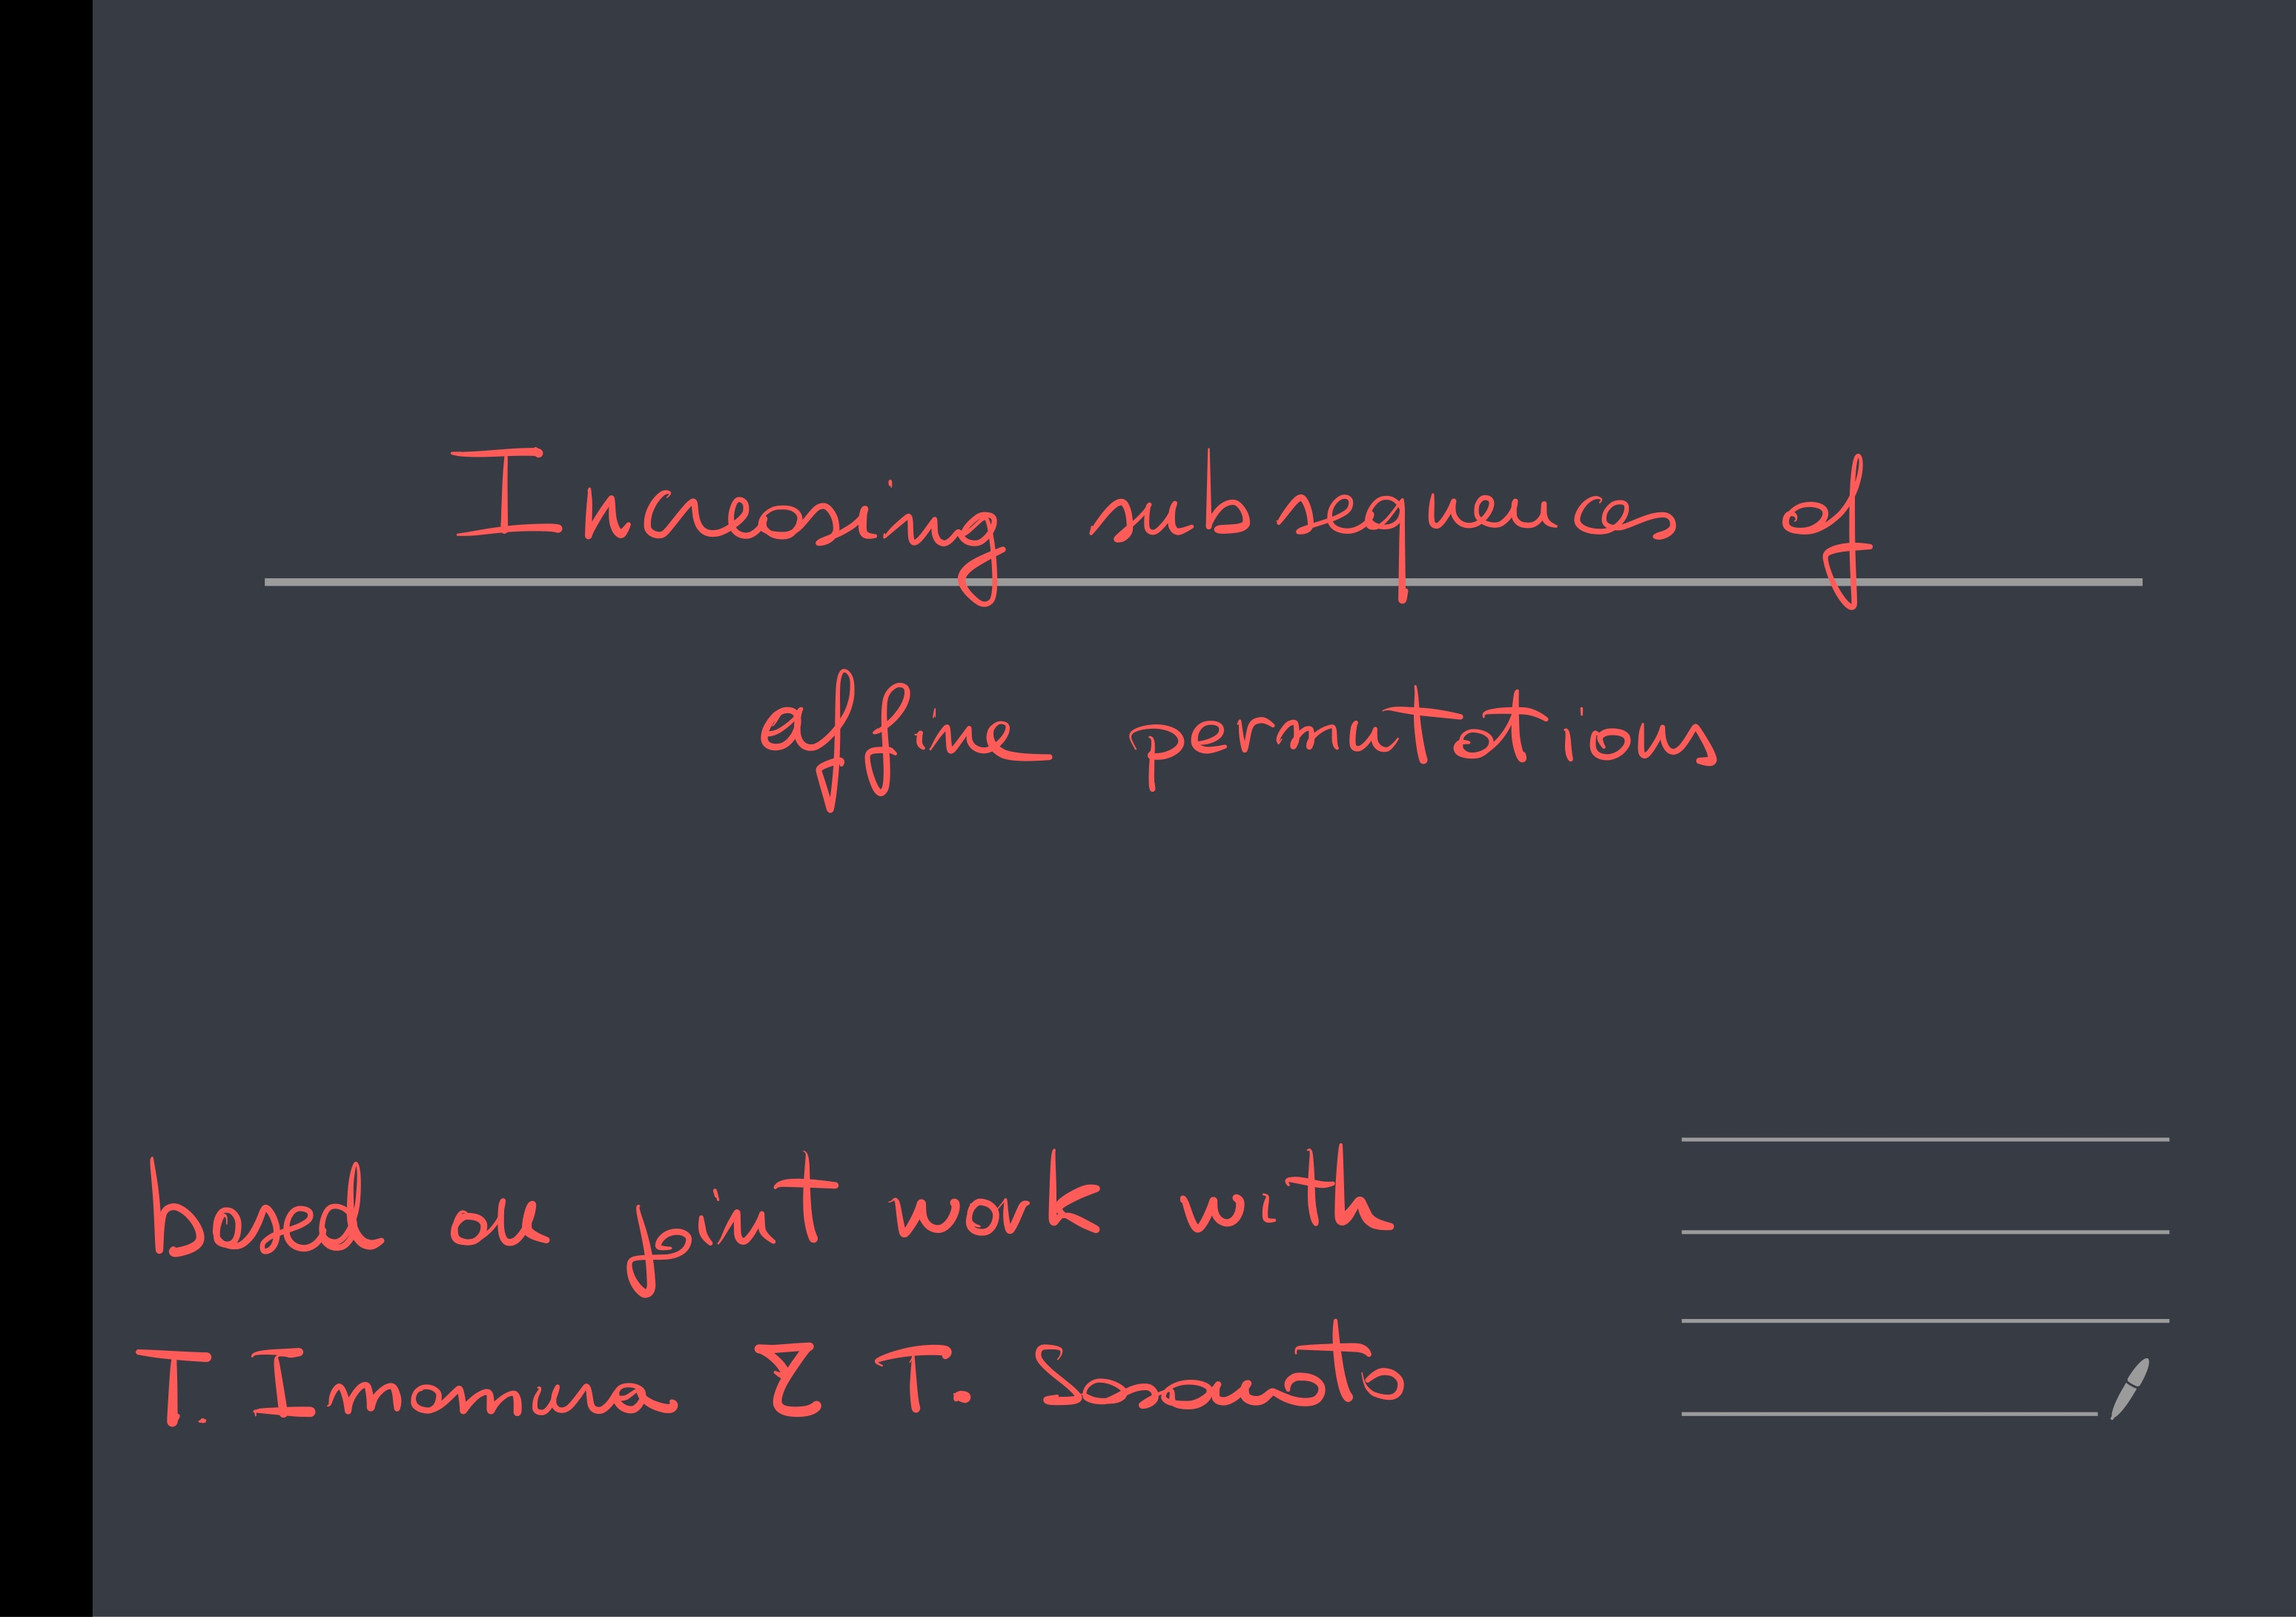 Increasing subsequences of
affine permutations
based on joint work with
T. Imamura & T. Sasamoto